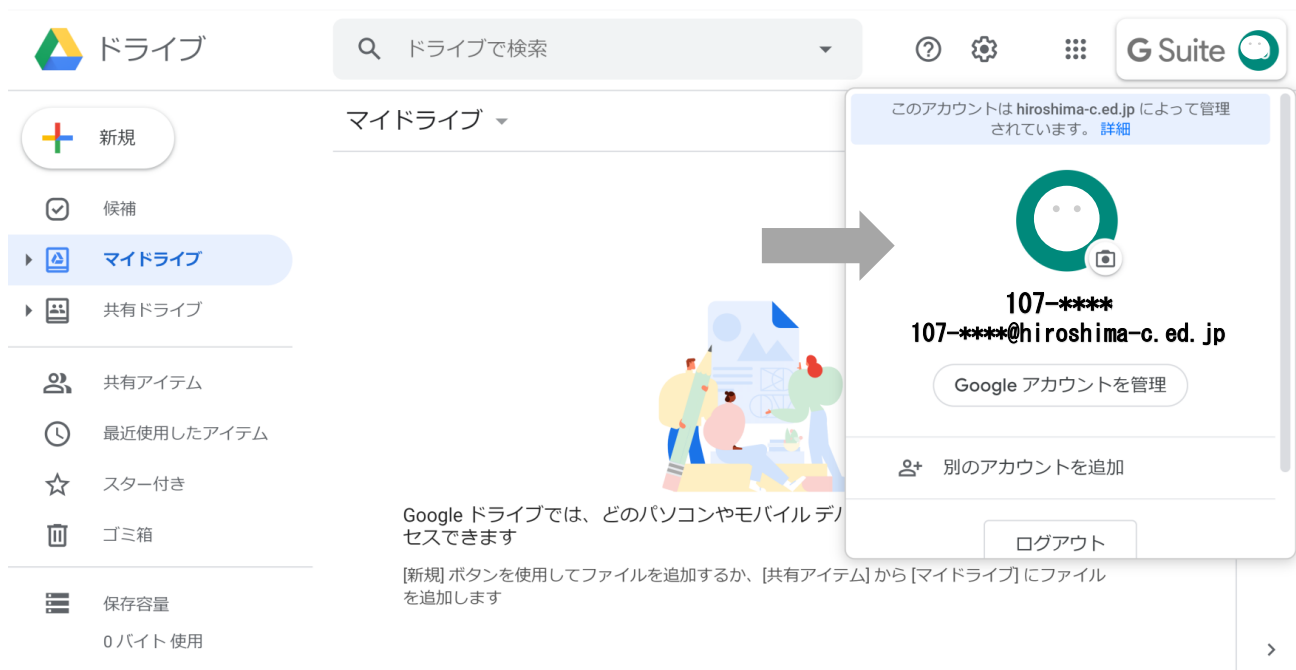 ドライブ
ドライブで検索
G Suite
新規
マイドライブ
候補
マイドライブ
共有ドライブ
共有アイテム
最近使用したアイテム
スター付き
ゴミ箱
保存容量
0 バイト 使用
Google ドライブでは、どのパソコンやモバイル デバ
セスできます
[新規] ボタンを使用してファイルを追加するか、[共有アイテム] から [マイドライブ] にファイル
を追加します
このアカウントは hiroshima-c.ed.jp によって管理
されています。 詳細
107-****
107-****@hiroshima-c.ed.jp
Google アカウントを管理
別のアカウントを追加
ログアウト